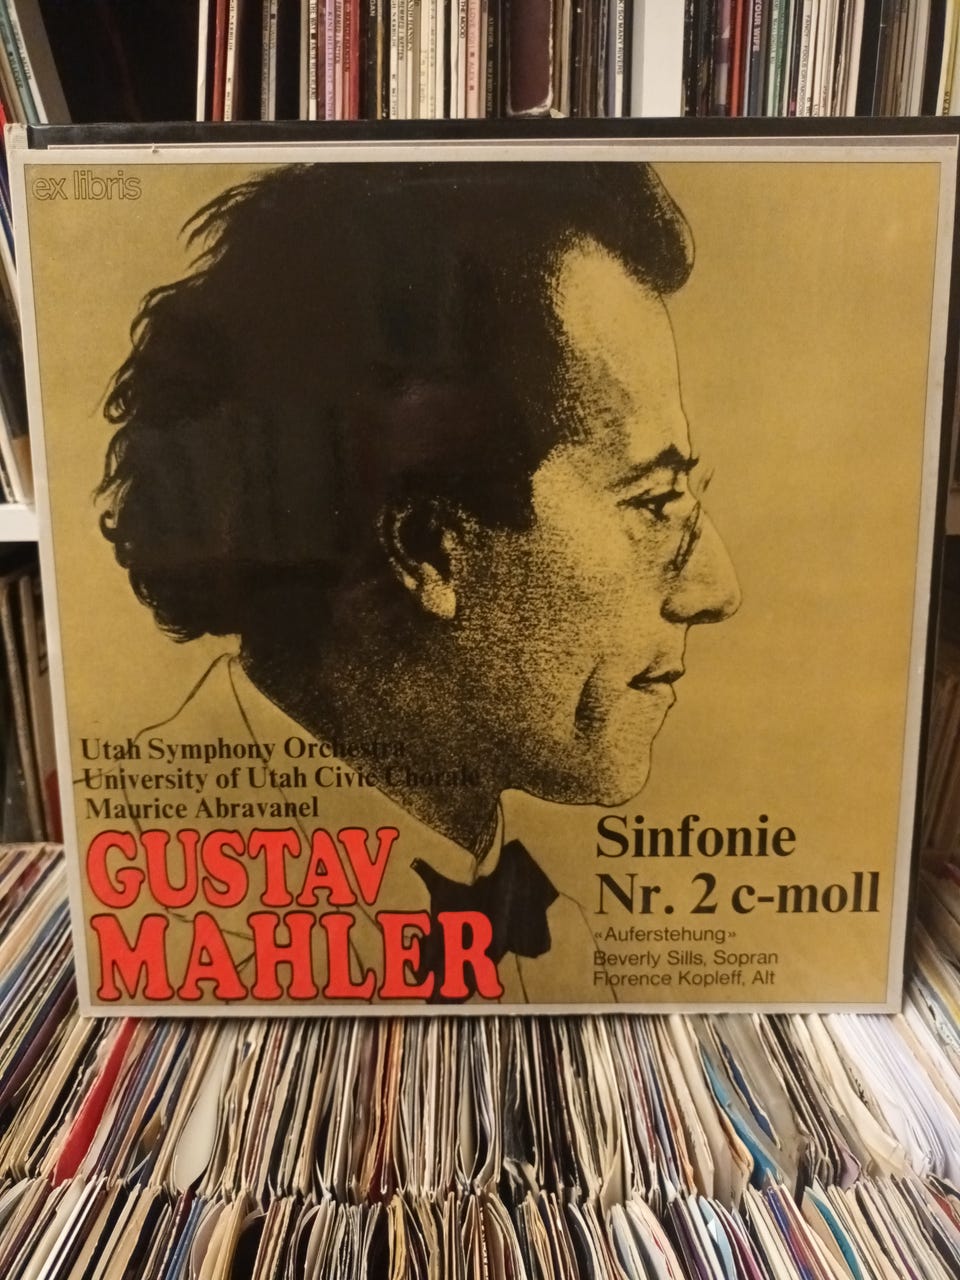 ex libris
Utah Symphony Orchestra
University of Utah Civic Chorale
Maurice Abravanel
GUSTAV
MAHLER
Sinfonie
Nr. 2 c-moll
«Auferstehung»
Beverly Sills, Sopran
Florence Kopleff, Alt